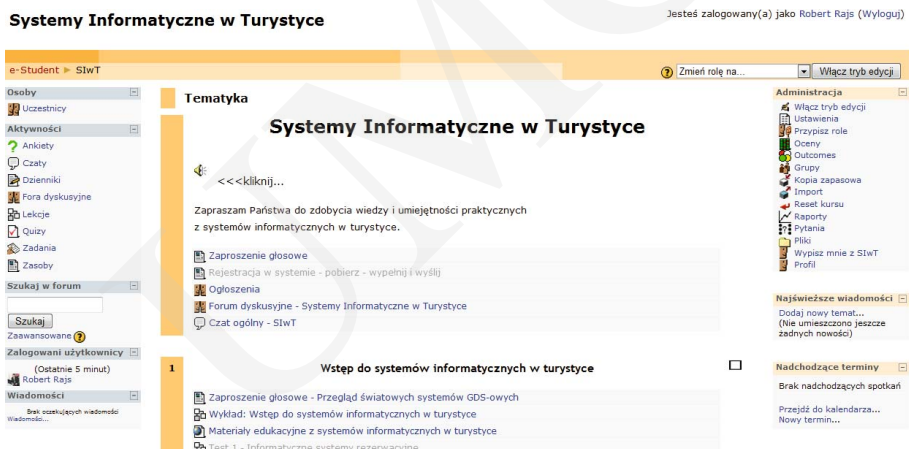 Systemy Informatyczne w Turystyce
Jesteś zalogowany(a) jako Robert Rajs (Wyloguj)
e-Student ► SIwT
Zmień rolę na...
Włącz tryb edycji
Osoby
Uczestnicy
Aktywności
Ankiety
Czaty
Dzienniki
Fora dyskusyjne
Lekcje
Quizy
Zadania
Zasoby
Szukaj w forum
Szukaj
Zaawansowane
Zalogowani użytkownicy
(Ostatnie 5 minut)
Robert Rajs
Wiadomości
Brak oczekujących wiadomości
Wiadomości...
Tematyka
Systemy Informatyczne w Turystyce
<<<kliknij...
Zapraszam Państwa do zdobycia wiedzy i umiejętności praktycznych
z systemów informatycznych w turystyce.
Zaproszenie głosowe
Rejestracja w systemie - pobierz - wypełnij i wyślij
Ogłoszenia
Forum dyskusyjne - Systemy Informatyczne w Turystyce
Czat ogólny - SIwT
1
Wstęp do systemów informatycznych w turystyce
Zaproszenie głosowe - Przegląd światowych systemów GDS-owych
Wykład: Wstęp do systemów informatycznych w turystyce
Materiały edukacyjne z systemów informatycznych w turystyce
Test 1 - Informatyczne systemy rezerwacyjne
Administracja
Włącz tryb edycji
Ustawienia
Przypisz role
Oceny
Outcomes
Grupy
Kopia zapasowa
Import
Reset kursu
Raporty
Pytania
Pliki
Wypisz mnie z SIwT
Profil
Najświeższe wiadomości
Dodaj nowy temat...
(Nie umieszczono jeszcze
żadnych nowości)
Nadchodzące terminy
Brak nadchodzących spotkań
Przejdź do kalendarza...
Nowy termin...